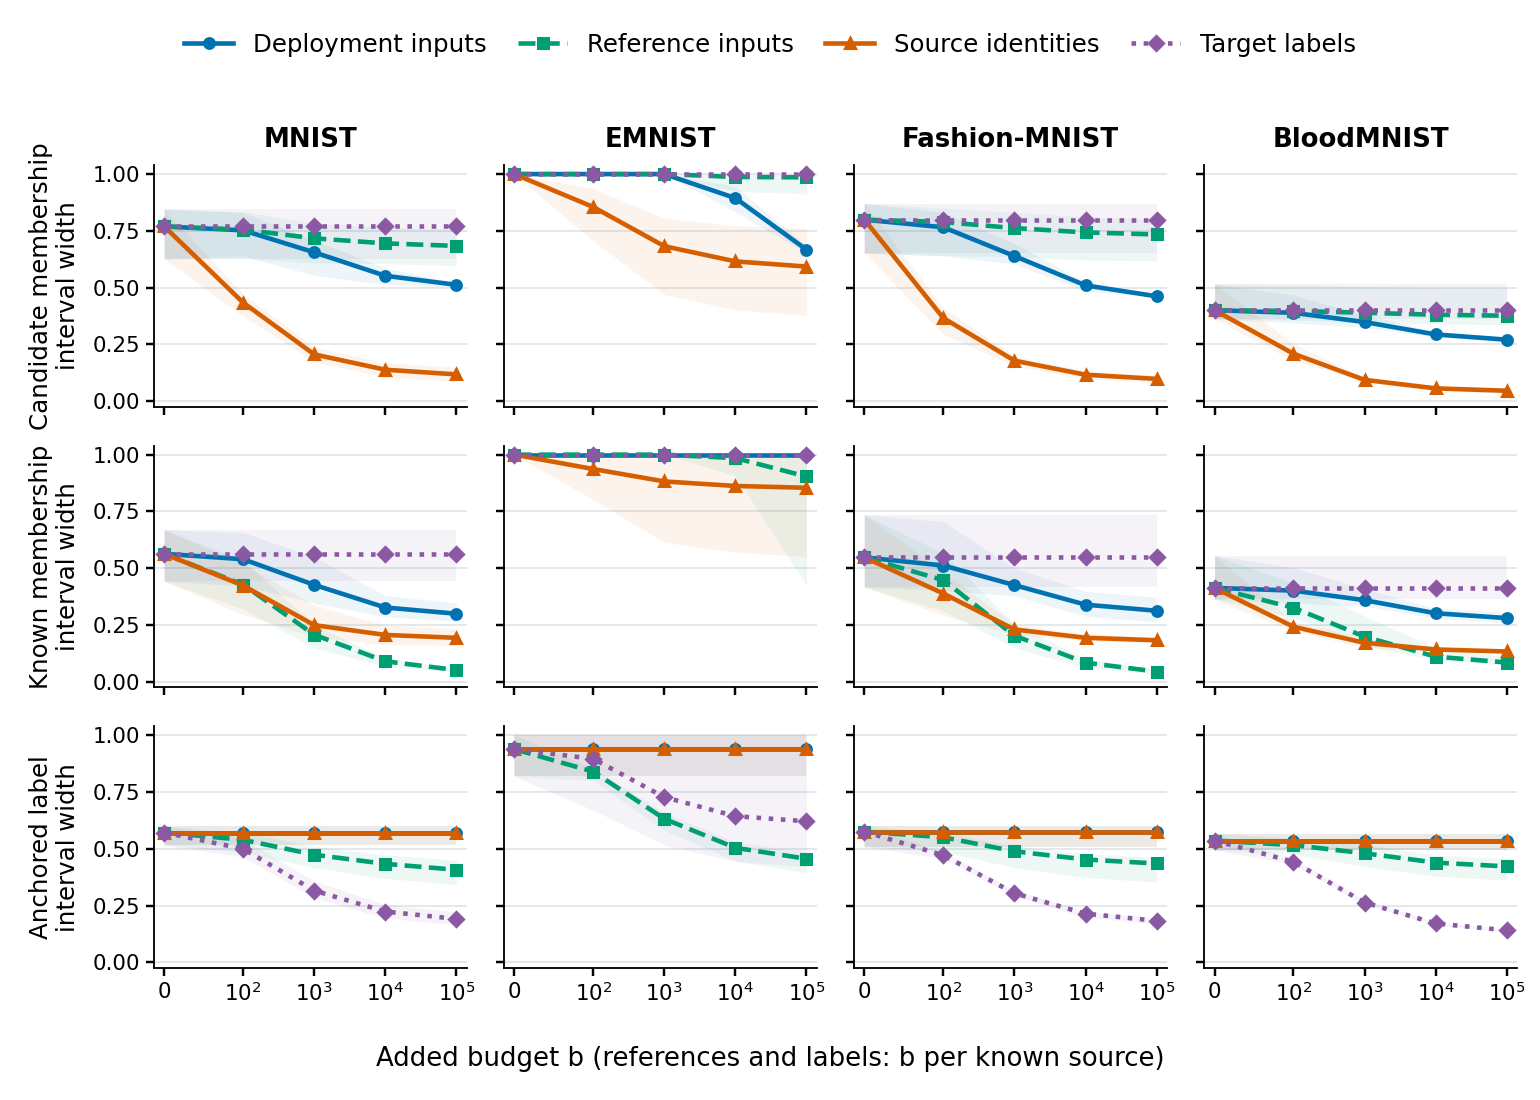 Deployment inputs Reference inputs Source identities Target labels
MNIST EMNIST Fashion-MNIST BloodMNIST
Candidate membership
interval width
1.00
0.75
0.50
0.25
0.00
Known membership
interval width
1.00
0.75
0.50
0.25
0.00
Anchored label
interval width
1.00
0.75
0.50
0.25
0.00
0 10² 10³ 10⁴ 10⁵ 0 10² 10³ 10⁴ 10⁵ 0 10² 10³ 10⁴ 10⁵ 0 10² 10³ 10⁴ 10⁵
Added budget b (references and labels: b per known source)